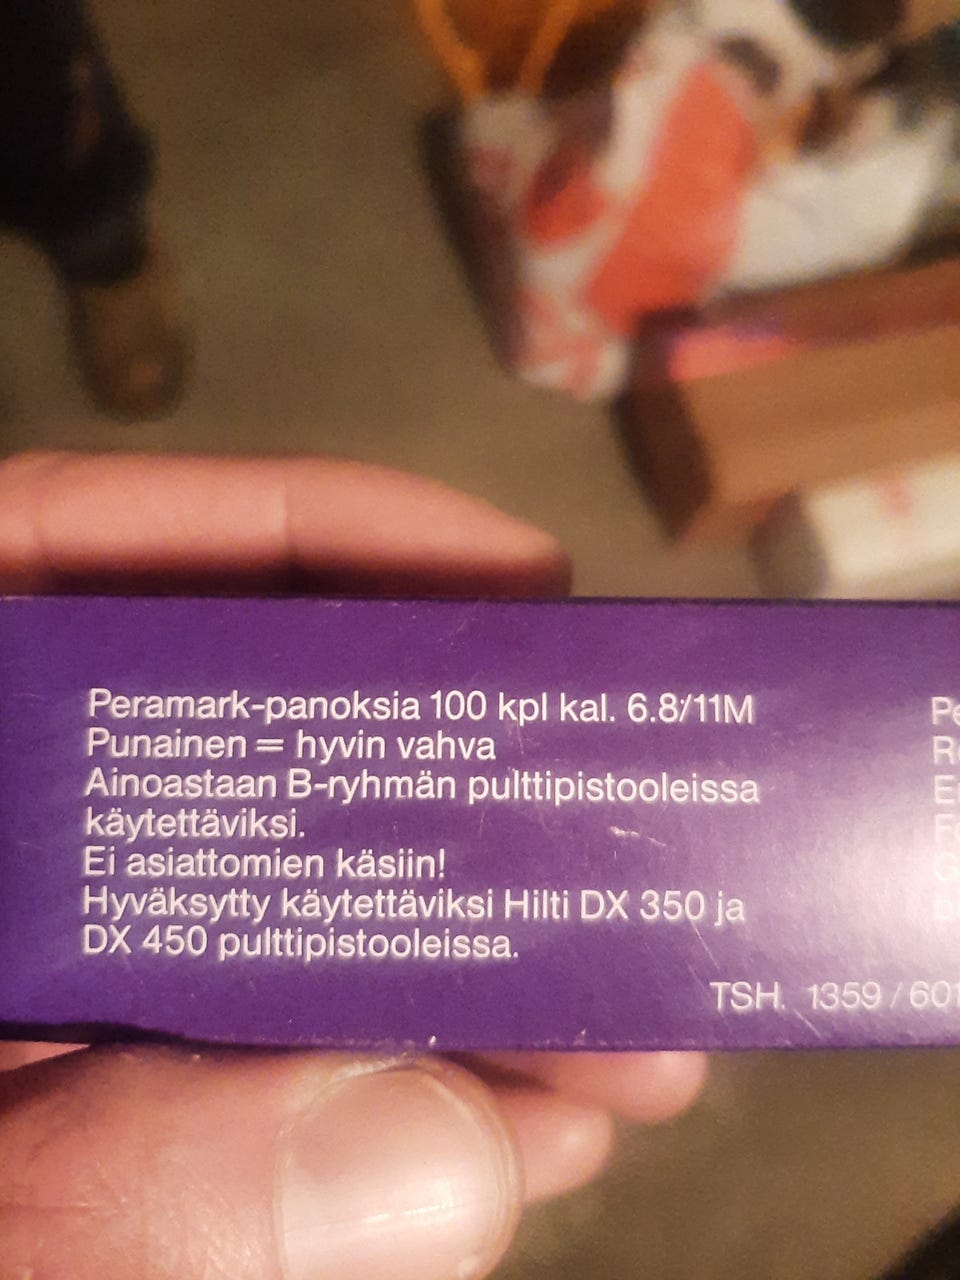 Peramark-panoksia 100 kpl kal. 6.8/11M
Punainen = hyvin vahva
Ainoastaan B-ryhmän pulttipistooleissa
käytettäviksi.
Ei asiattomien käsiin!
Hyväksytty käytettäviksi Hilti DX 350 ja
DX 450 pulttipistooleissa.
TSH. 1359 / 601